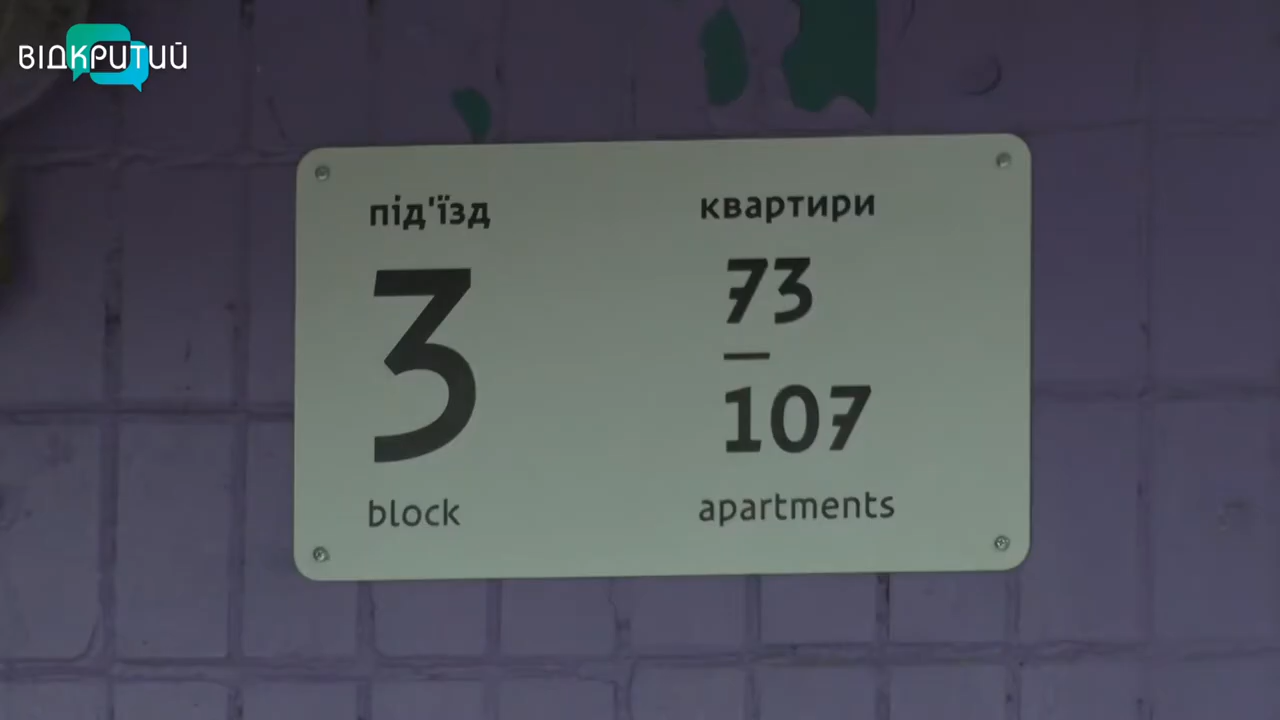 ВІДКРИТИЙ
під'їзд
3
block
квартири
73
—
107
apartments